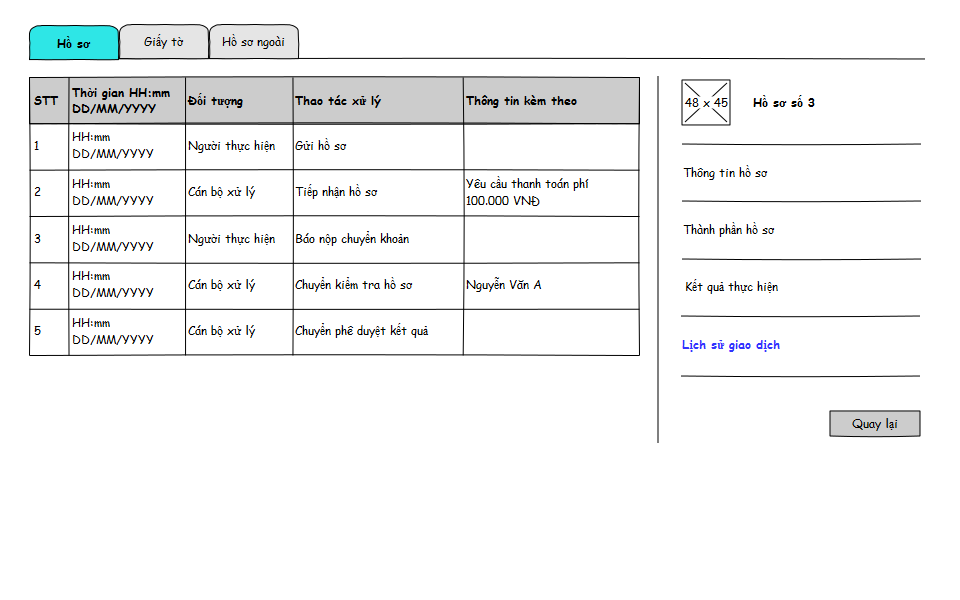 Hồ sơ
Giấy tờ
Hồ sơ ngoài
STT
Thời gian HH:mm
DD/MM/YYYY
Đối tượng
Thao tác xử lý
Thông tin kèm theo
1
HH:mm
DD/MM/YYYY
Người thực hiện
Gửi hồ sơ
2
HH:mm
DD/MM/YYYY
Cán bộ xử lý
Tiếp nhận hồ sơ
Yêu cầu thanh toán phí
100.000 VNĐ
3
HH:mm
DD/MM/YYYY
Người thực hiện
Báo nộp chuyển khoản
4
HH:mm
DD/MM/YYYY
Cán bộ xử lý
Chuyển kiểm tra hồ sơ
Nguyễn Văn A
5
HH:mm
DD/MM/YYYY
Cán bộ xử lý
Chuyển phê duyệt kết quả
48 x 45
Hồ sơ số 3
Thông tin hồ sơ
Thành phần hồ sơ
Kết quả thực hiện
Lịch sử giao dịch
Quay lại